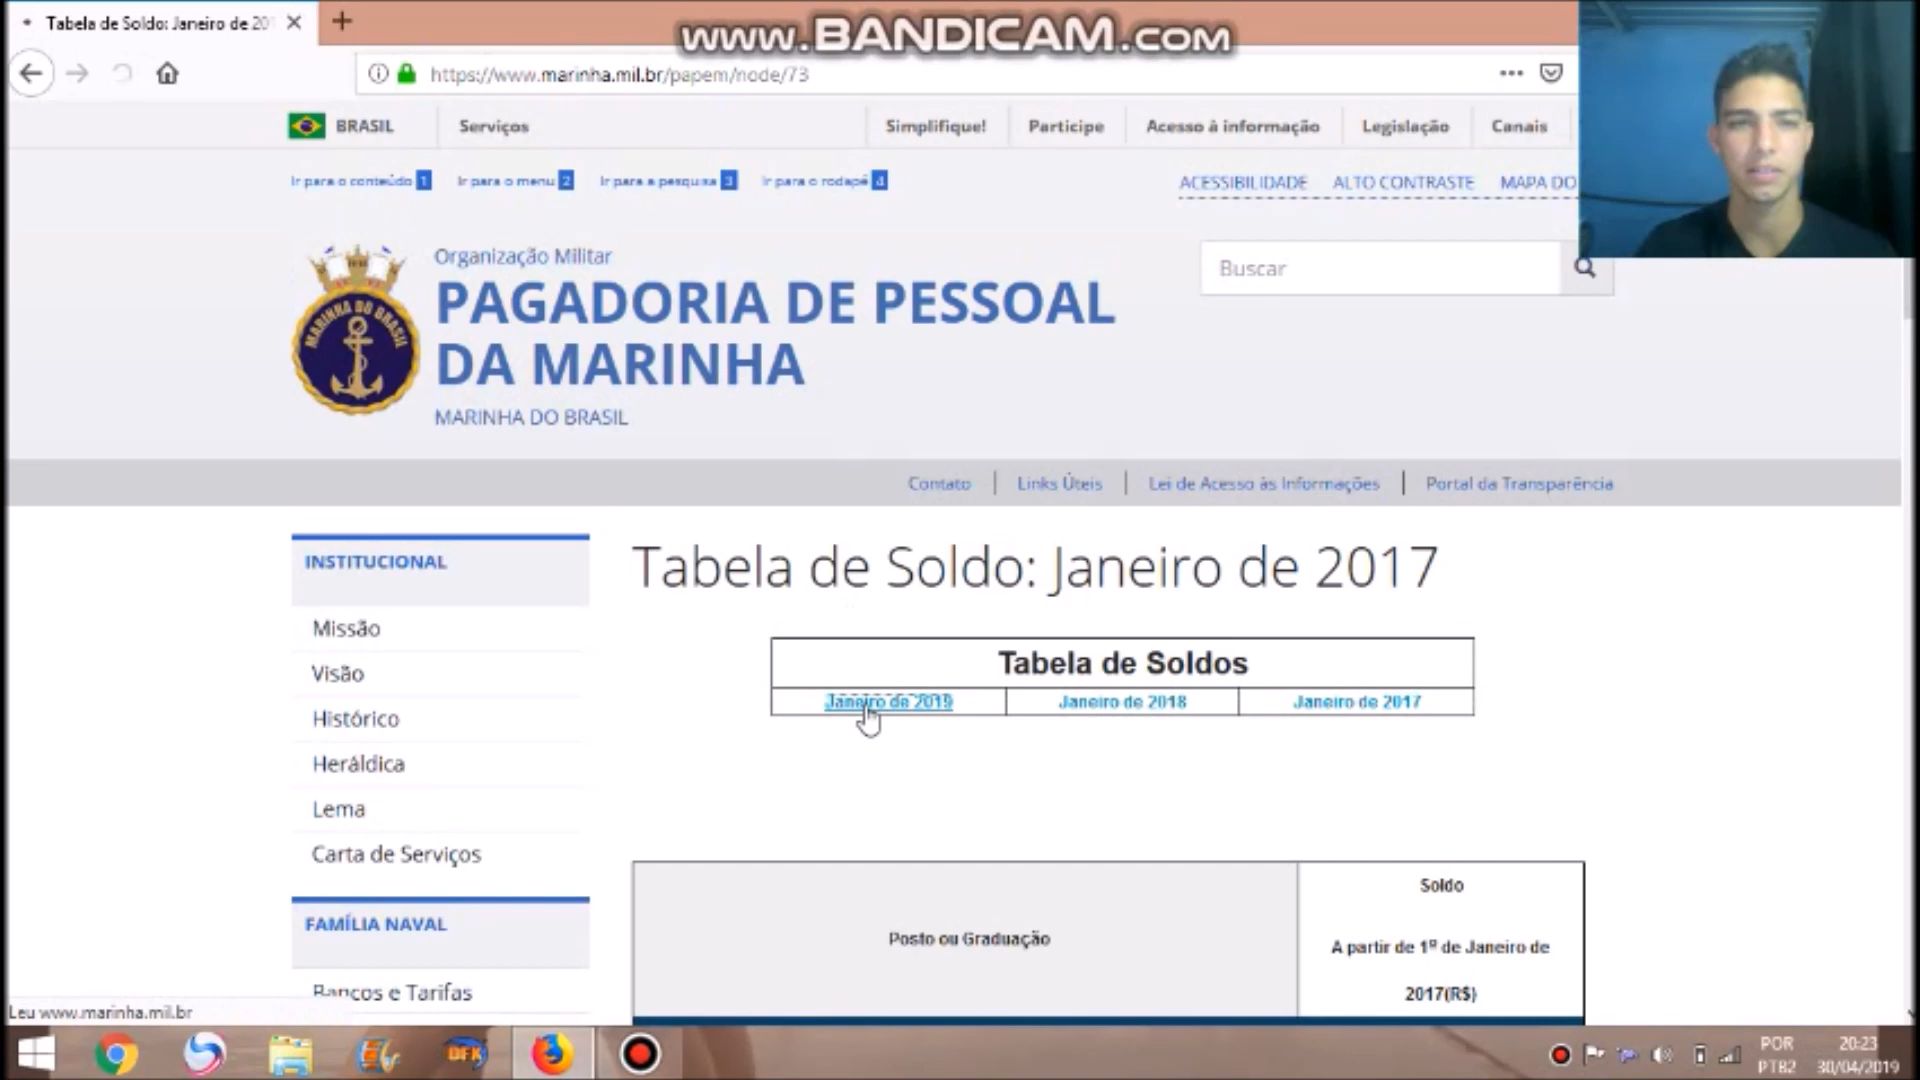 Tabela de Soldo: Janeiro de 20
www.BANDICAM.com
https://www.marinha.mil.br/papem/node/73
BRASIL
Serviços
Simplifique!
Participe
Acesso à informação
Legislação
Canais
Ir para o conteúdo 1
Ir para o menu 2
Ir para a pesquisa 3
Ir para o rodapé 4
ACESSIBILIDADE
ALTO CONTRASTE
MAPA DO
Organização Militar
PAGADORIA DE PESSOAL
DA MARINHA
MARINHA DO BRASIL
MARINHA DO BRASIL
Buscar
Contato
Links Úteis
Lei de Acesso às Informações
Portal da Transparência
INSTITUCIONAL
Missão
Visão
Histórico
Heráldica
Lema
Carta de Serviços
FAMÍLIA NAVAL
Bancos e Tarifas
Tabela de Soldo: Janeiro de 2017
Tabela de Soldos
Janeiro de 2019
Janeiro de 2018
Janeiro de 2017
Posto ou Graduação
Soldo
A partir de 1º de Janeiro de
2017(R$)
Leu www.marinha.mil.br
DFK
POR
PTB2
20:23
30/04/2019